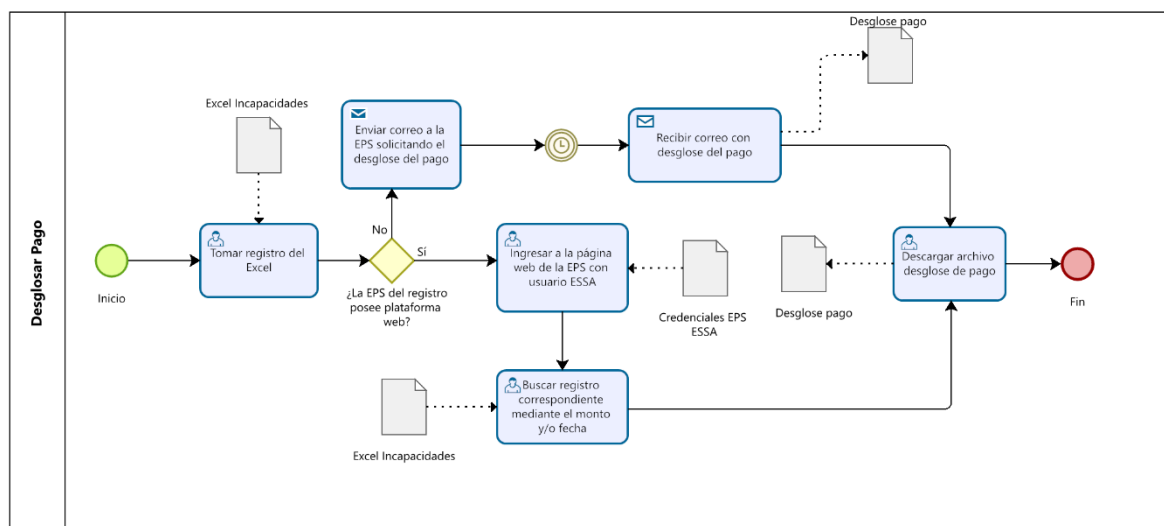 Desglosar Pago
Inicio
Excel Incapacidades
Tomar registro del
Excel
¿La EPS del registro
posee plataforma
web?
No
Sí
Enviar correo a la
EPS solicitando el
desglose del pago
Recibir correo con
desglose del pago
Desglose pago
Ingresar a la página
web de la EPS con
usuario ESSA
Credenciales EPS
ESSA
Buscar registro
correspondiente
mediante el monto
y/o fecha
Excel Incapacidades
Descargar archivo
desglose de pago
Desglose pago
Fin